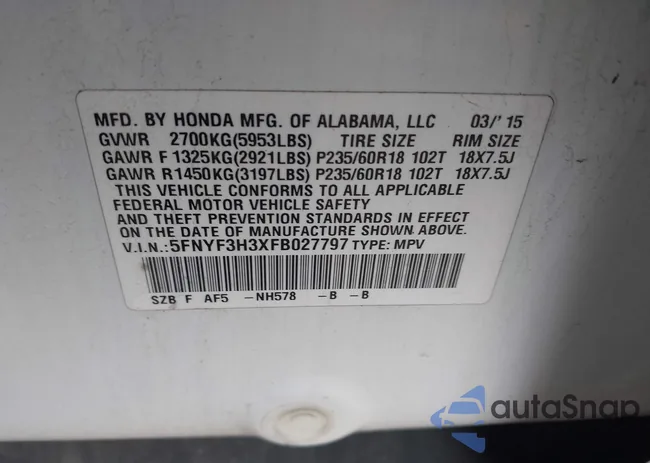 MFD. BY HONDA MFG. OF ALABAMA, LLC 03/'15
GVWR 2700KG(5953LBS) TIRE SIZE RIM SIZE
GAWR F 1325KG(2921LBS) P235/60R18 102T 18X7.5J
GAWR R1450KG(3197LBS) P235/60R18 102T 18X7.5J
THIS VEHICLE CONFORMS TO ALL APPLICABLE
FEDERAL MOTOR VEHICLE SAFETY
AND THEFT PREVENTION STANDARDS IN EFFECT
ON THE DATE OF MANUFACTURE SHOWN ABOVE.
V.I.N.: 5FNYF3H3XFB027797 TYPE: MPV
SZB F AF5 -NH578 -B -B
autoSnap